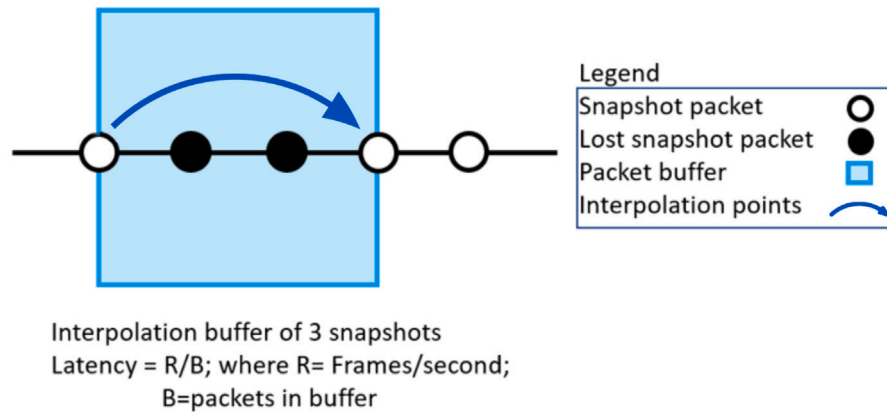 Legend
Snapshot packet
Lost snapshot packet
Packet buffer
Interpolation points
Interpolation buffer of 3 snapshots
Latency = R/B; where R= Frames/second;
B=packets in buffer